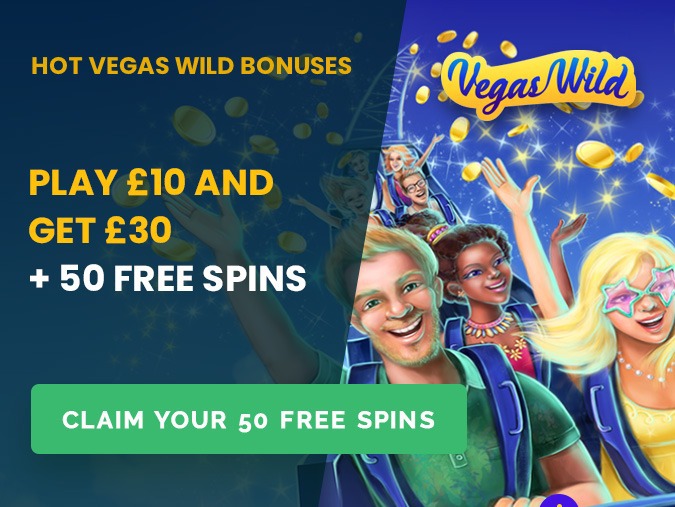 HOT VEGAS WILD BONUSES
Vegas Wild
PLAY £10 AND
GET £30
+ 50 FREE SPINS
CLAIM YOUR 50 FREE SPINS